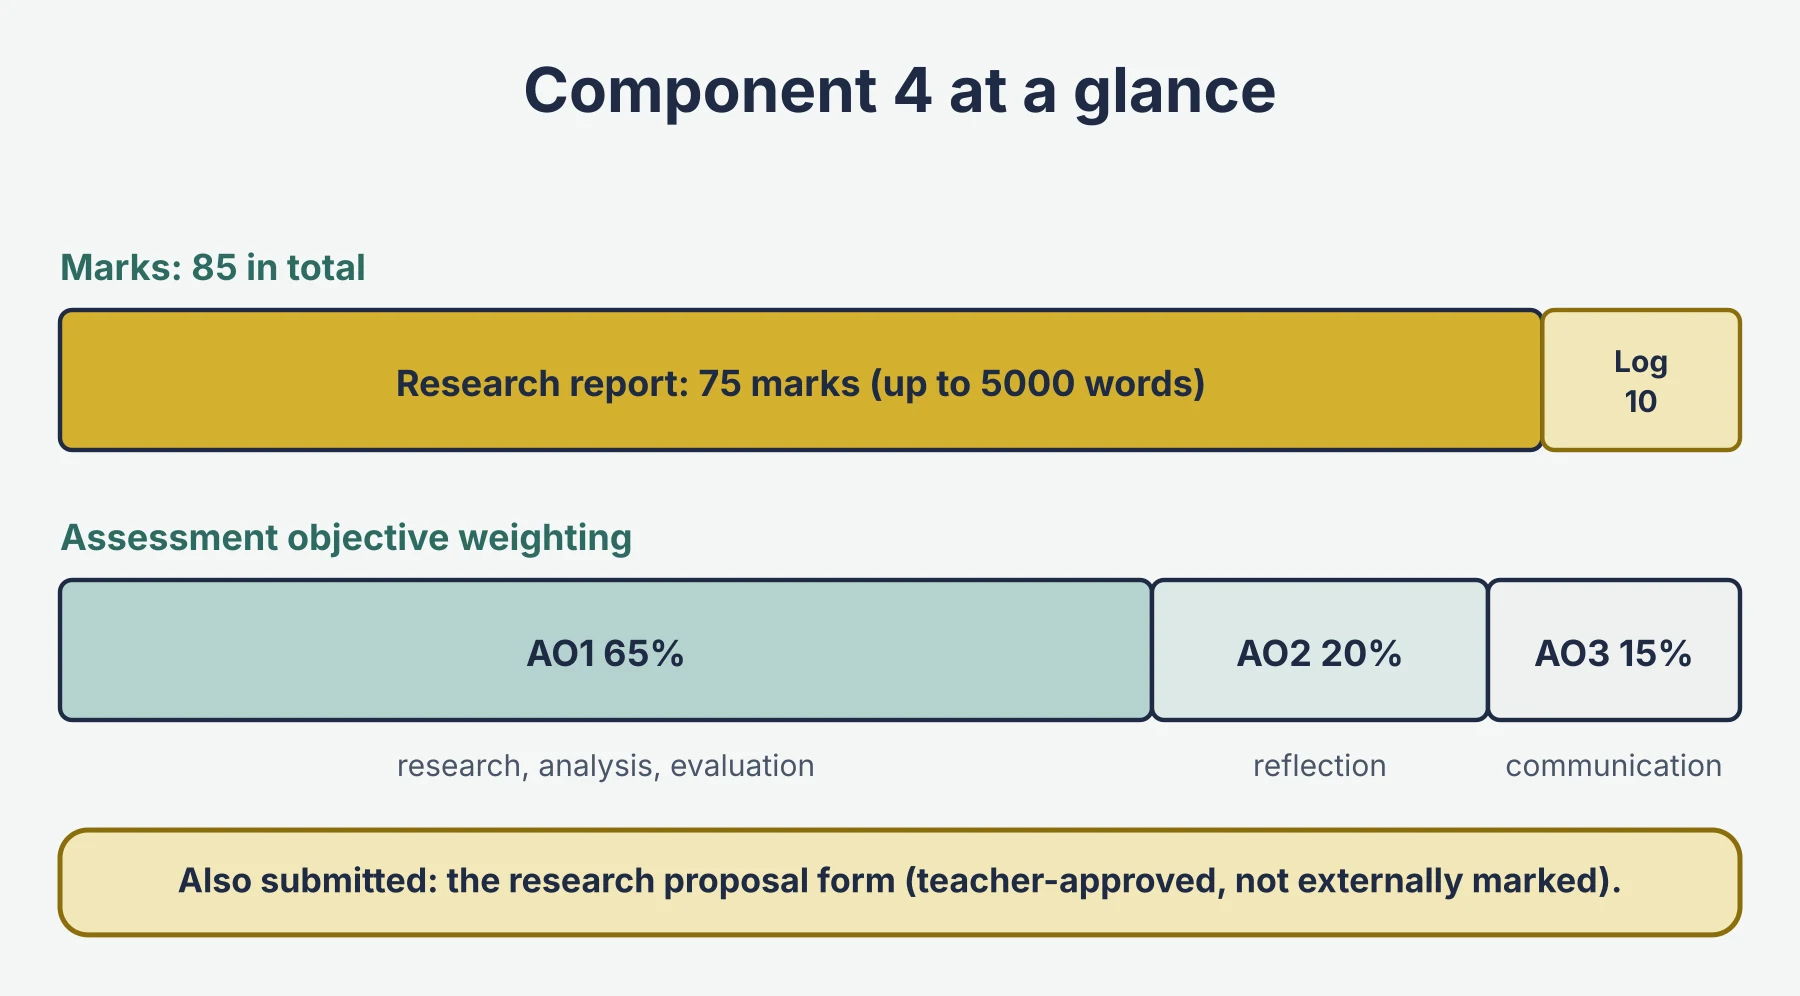 Component 4 at a glance
Marks: 85 in total
Research report: 75 marks (up to 5000 words)
Log
10
Assessment objective weighting
AO1 65%
AO2 20%
AO3 15%
research, analysis, evaluation
reflection
communication
Also submitted: the research proposal form (teacher-approved, not externally marked).